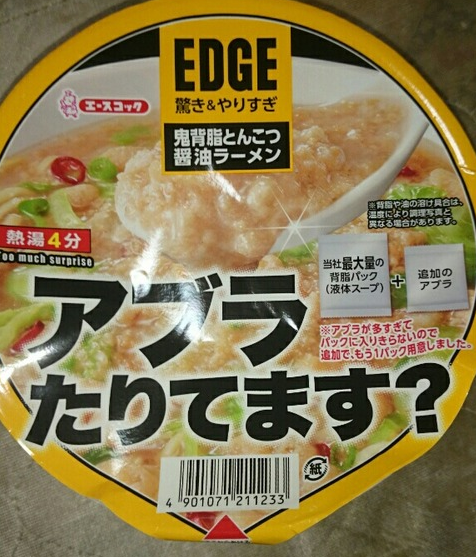 EDGE
驚き&やりすぎ
鬼背脂とんこつ
醤油ラーメン
エースコック
※背脂や油の溶け具合は、
温度により調理写真と
異なる場合があります。
熱湯4分
Too much surprise
当社最大量の
背脂パック
(液体スープ)
+
追加の
アブラ
※アブラが多すぎて
パックに入りきらないので
追加で、もう1パック用意しました。
アブラ
たりてます?
紙
4 901071 211233